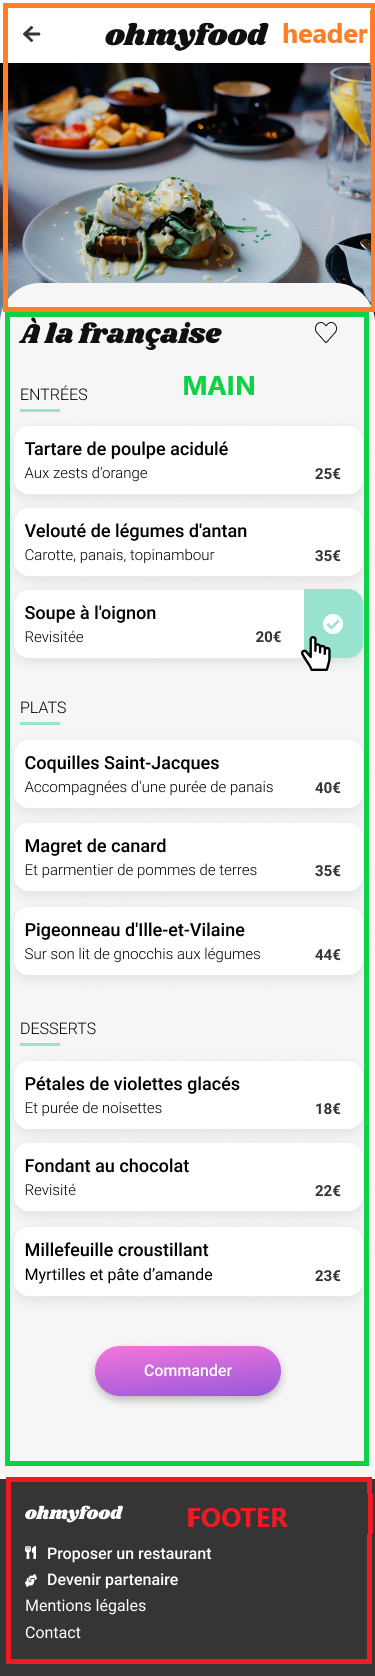 ohmyfood header
À la française
MAIN
ENTRÉES
Tartare de poulpe acidulé
Aux zests d'orange
25€
Velouté de légumes d'antan
Carotte, panais, topinambour
35€
Soupe à l'oignon
Revisitée
20€
PLATS
Coquilles Saint-Jacques
Accompagnées d'une purée de panais
40€
Magret de canard
Et parmentier de pommes de terres
35€
Pigeonneau d'Ille-et-Vilaine
Sur son lit de gnocchis aux légumes
44€
DESSERTS
Pétales de violettes glacés
Et purée de noisettes
18€
Fondant au chocolat
Revisité
22€
Millefeuille croustillant
Myrtilles et pâte d’amande
23€
Commander
ohmyfood
FOOTER
Proposer un restaurant
Devenir partenaire
Mentions légales
Contact